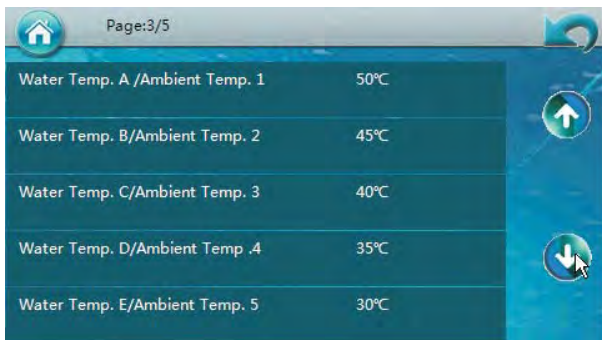 Page:3/5
Water Temp. A /Ambient Temp. 1 50℃
Water Temp. B/Ambient Temp. 2 45℃
Water Temp. C/Ambient Temp. 3 40℃
Water Temp. D/Ambient Temp .4 35℃
Water Temp. E/Ambient Temp. 5 30℃